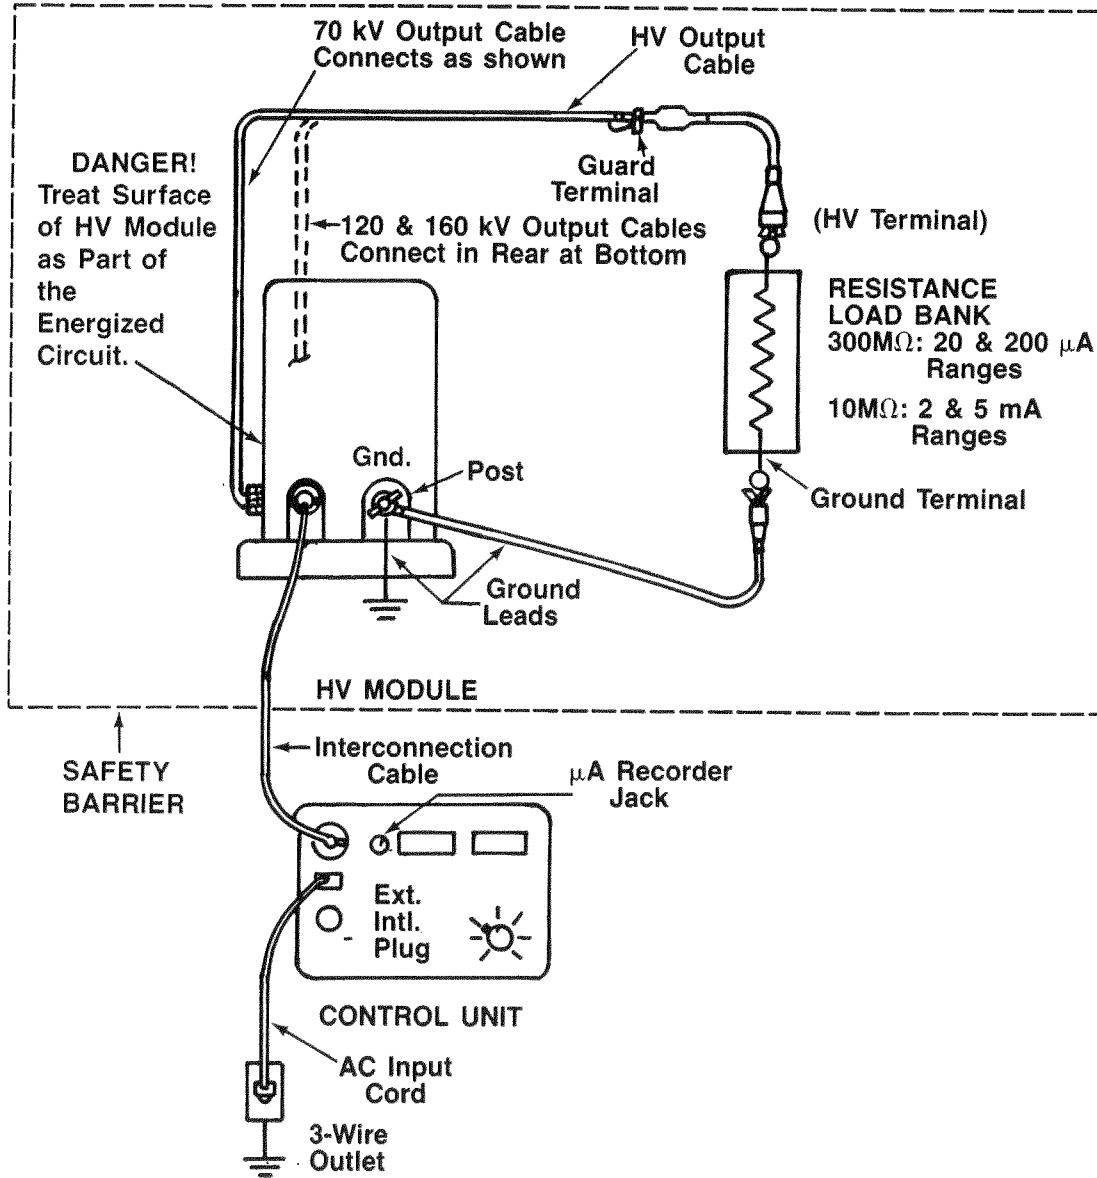 70 kV Output Cable
Connects as shown
HV Output
Cable
DANGER!
Treat Surface
of HV Module
as Part of
the
Energized
Circuit.
Guard
Terminal
(HV Terminal)
120 & 160 kV Output Cables
Connect in Rear at Bottom
RESISTANCE
LOAD BANK
300MΩ: 20 & 200 μA
Ranges
10MΩ: 2 & 5 mA
Ranges
Gnd.
Post
Ground Terminal
Ground
Leads
HV MODULE
SAFETY
BARRIER
Interconnection
Cable
μA Recorder
Jack
Ext.
Intl.
Plug
CONTROL UNIT
AC Input
Cord
3-Wire
Outlet